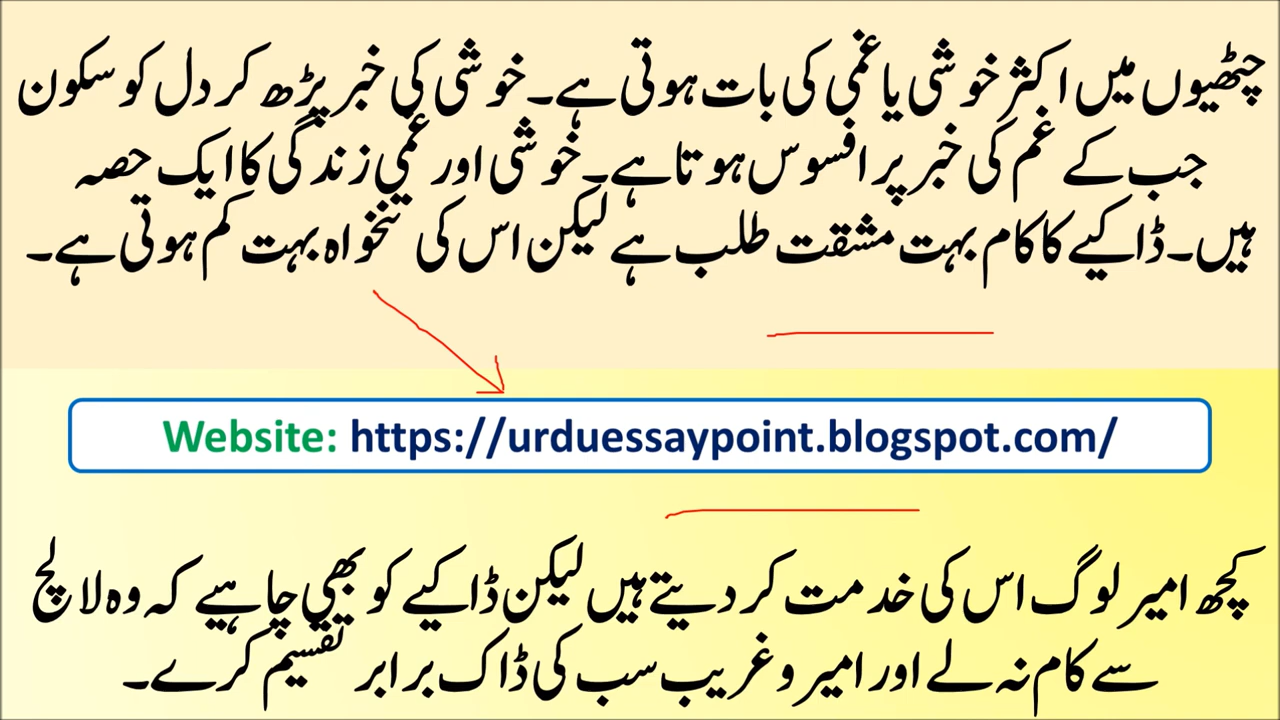 چٹھیوں میں اکثر خوشی یا غمی کی بات ہوتی ہے۔ خوشی کی خبر پڑھ کر دل کو سکون
جب کے غم کی خبر پر افسوس ہوتا ہے۔ خوشی اور غمی زندگی کا ایک حصہ
ہیں۔ ڈاکیے کا کام بہت مشقت طلب ہے لیکن اس کی تنخواہ بہت کم ہوتی ہے۔
Website: https://urduessaypoint.blogspot.com/
کچھ امیر لوگ اس کی خدمت کر دیتے ہیں لیکن ڈاکیے کو بھی چاہیے کہ وہ لالچ
سے کام نہ لے اور امیر و غریب سب کی ڈاک برابر تقسیم کرے۔